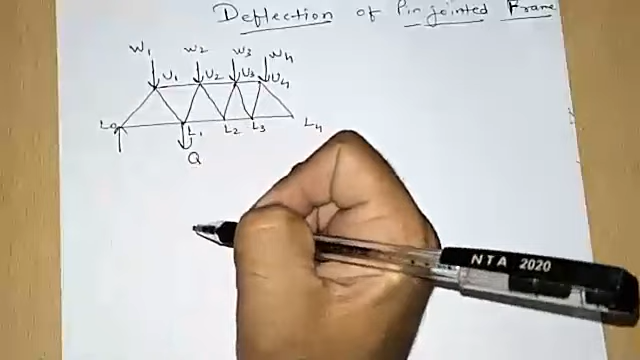 Deflection of Pin jointed Frame
W1 W2 W3 W4
U1 U2 U3 U4
L0 L1 L2 L3 L4
Q
NTA 2020